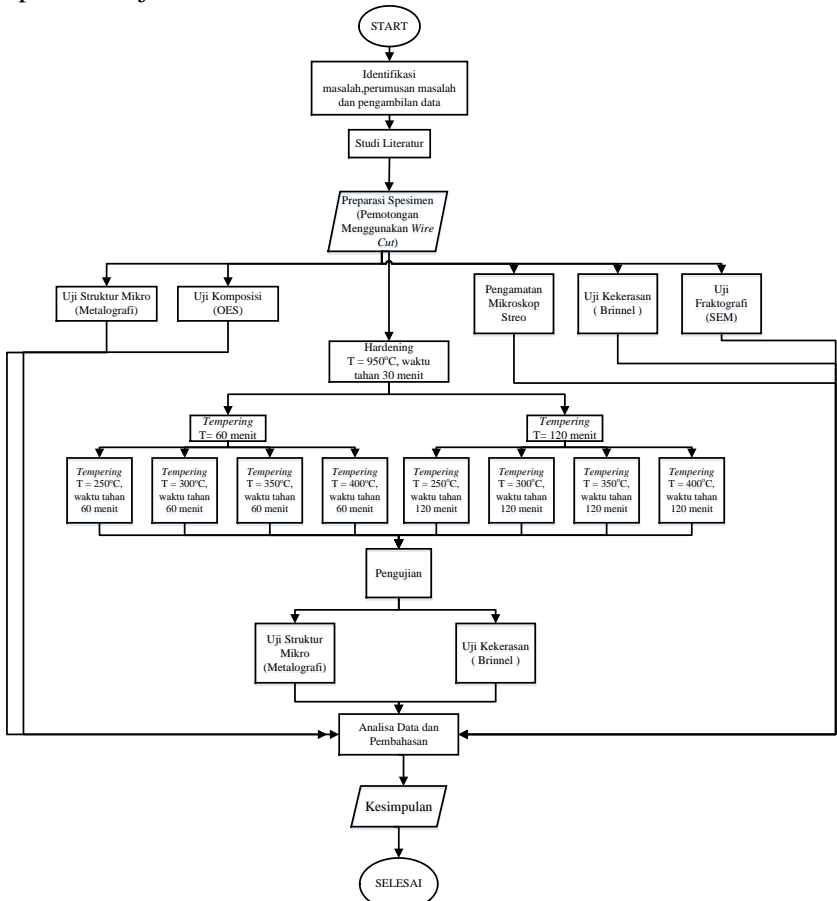 START
Identifikasi
masalah,perumusan masalah
dan pengambilan data
Studi Literatur
Preparasi Spesimen
(Pemotongan
Menggunakan Wire
Cut)
Uji Struktur Mikro
(Metalografi)
Uji Komposisi
(OES)
Pengamatan
Mikroskop
Streo
Uji Kekerasan
( Brinnel )
Uji
Fraktografi
(SEM)
Hardening
T = 950°C, waktu
tahan 30 menit
Tempering
T= 60 menit
Tempering
T= 120 menit
Tempering
T = 250°C,
waktu tahan
60 menit
Tempering
T = 300°C,
waktu tahan
60 menit
Tempering
T = 350°C,
waktu tahan
60 menit
Tempering
T = 400°C,
waktu tahan
60 menit
Tempering
T = 250°C,
waktu tahan
120 menit
Tempering
T = 300°C,
waktu tahan
120 menit
Tempering
T = 350°C,
waktu tahan
120 menit
Tempering
T = 400°C,
waktu tahan
120 menit
Pengujian
Uji Struktur
Mikro
(Metalografi)
Uji Kekerasan
( Brinnel )
Analisa Data dan
Pembahasan
Kesimpulan
SELESAI